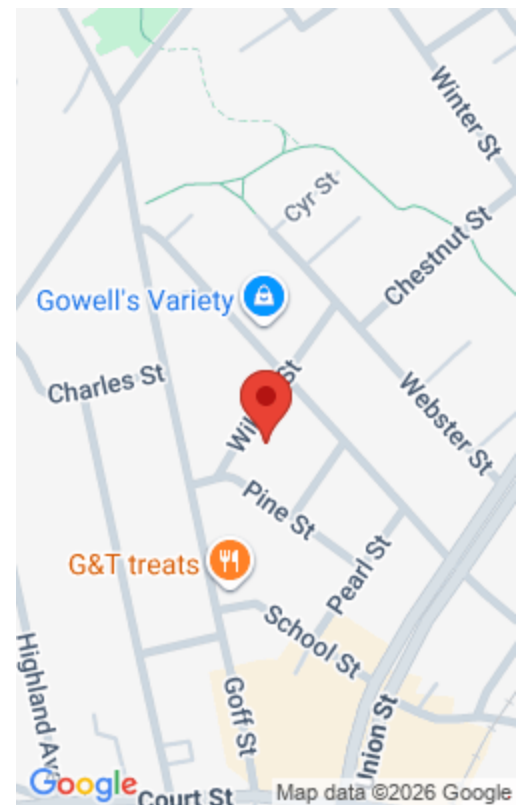 Winter St
Cyr St
Chestnut St
Gowell's Variety
Charles St
Webster St
St
Pine St
G&T treats
Pearl St
School St
Highland
Goff St
Union St
Court St
Google
Map data ©2026 Google